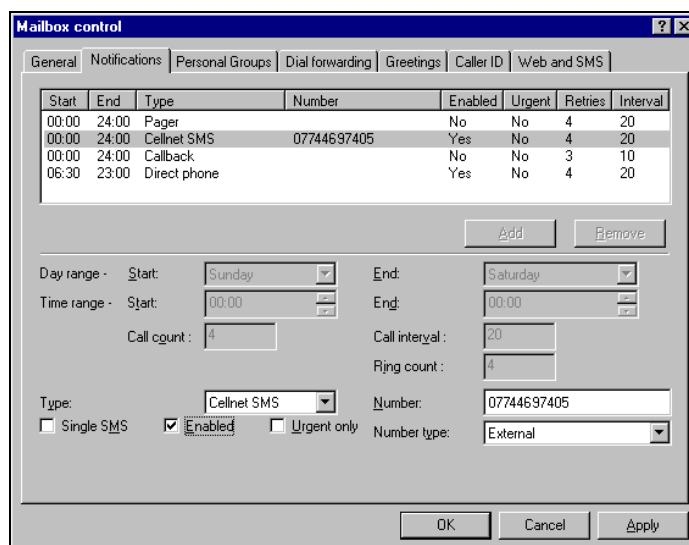 Mailbox control
General Notifications Personal Groups Dial forwarding Greetings Caller ID Web and SMS
Start End Type Number Enabled Urgent Retries Interval
00:00 24:00 Pager No No 4 20
00:00 24:00 Cellnet SMS 07744697405 Yes No 4 20
00:00 24:00 Callback No No 3 10
06:30 23:00 Direct phone Yes No 4 20
Add Remove
Day range - Start: Sunday End: Saturday
Time range - Start: 00:00 End: 00:00
Call count : 4 Call interval : 20
Ring count : 4
Type: Cellnet SMS Number: 07744697405
Single SMS Enabled Urgent only Number type: External
OK Cancel Apply